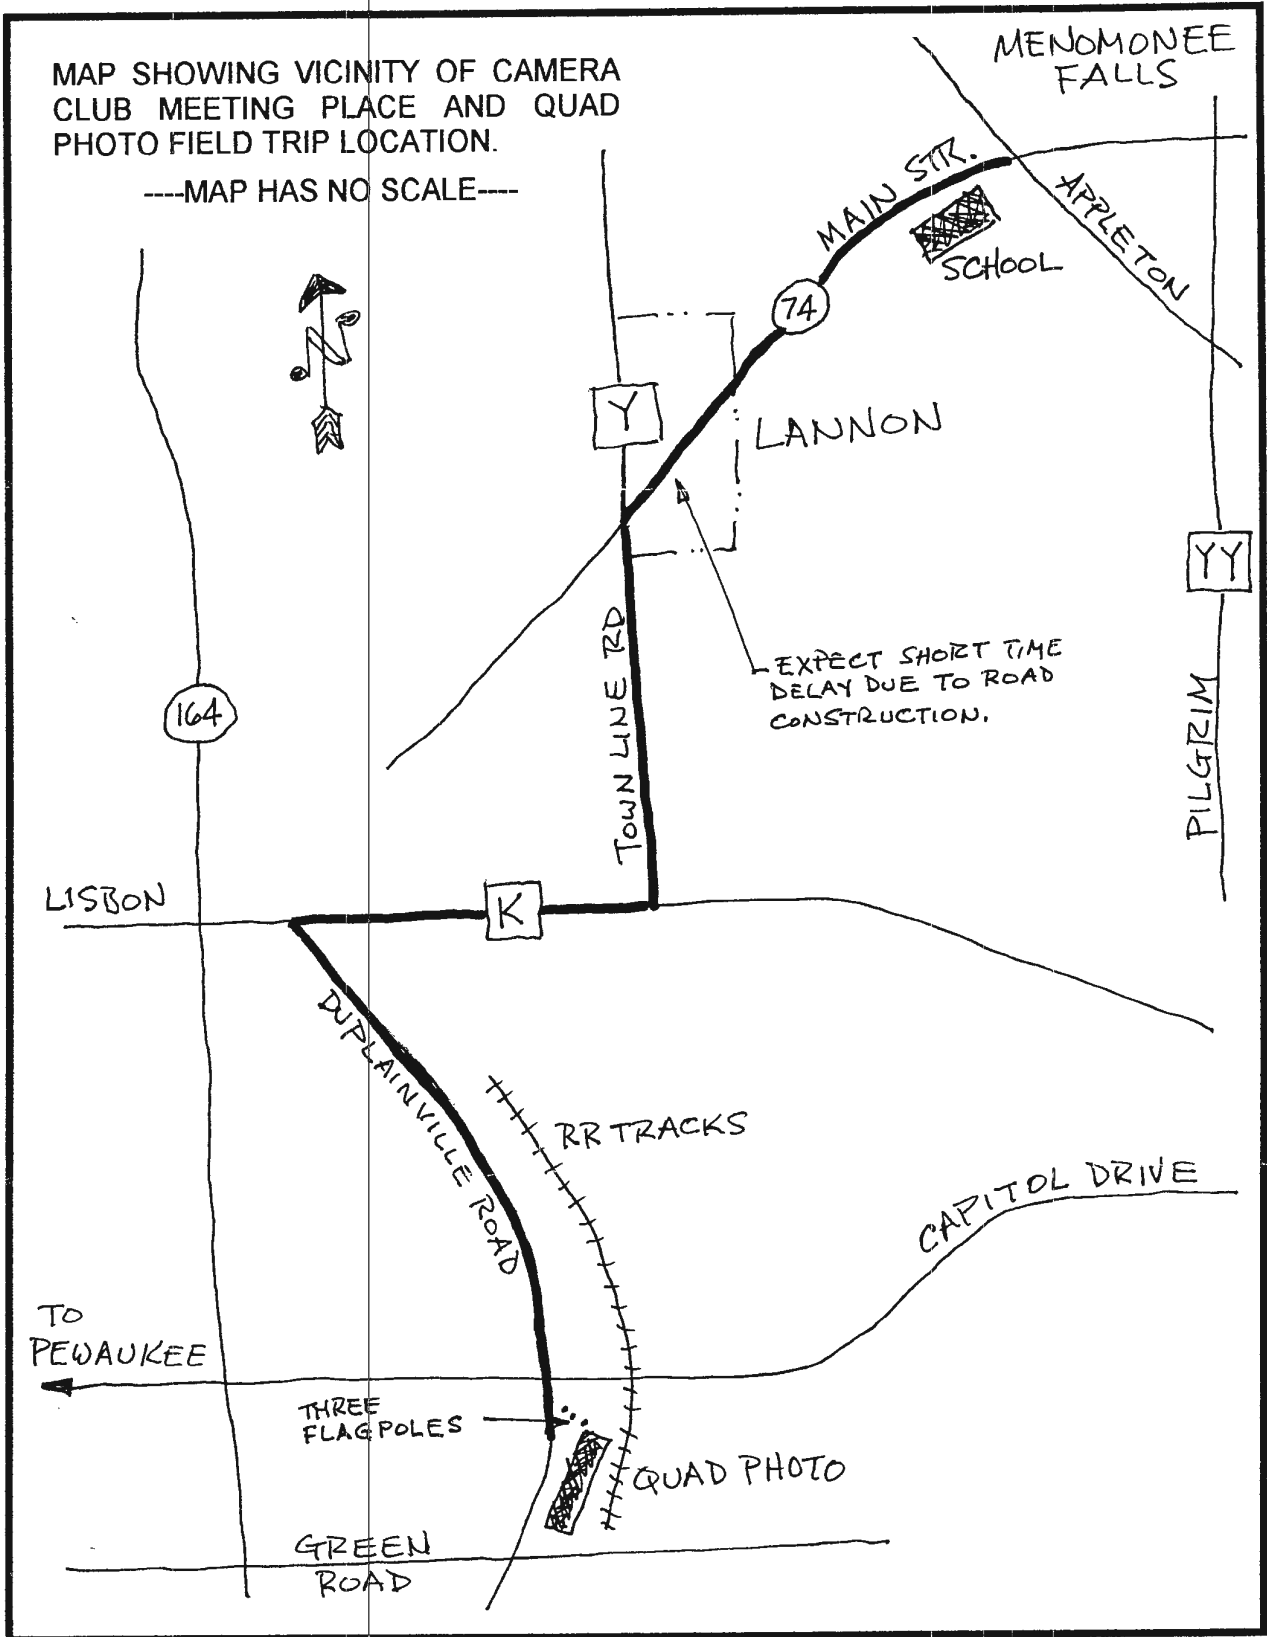 MAP SHOWING VICINITY OF CAMERA
CLUB MEETING PLACE AND QUAD
PHOTO FIELD TRIP LOCATION.
----MAP HAS NO SCALE----
MENOMONEE
FALLS
MAIN STR.
APPLETON
SCHOOL
74
N
Y
LANNON
YY
EXPECT SHORT TIME
DELAY DUE TO ROAD
CONSTRUCTION.
TOWN LINE RD
PILGRIM
164
LISBON
K
DUPLAINVILLE ROAD
RR TRACKS
CAPITOL DRIVE
TO
PEWAUKEE
THREE
FLAGPOLES
QUAD PHOTO
GREEN
ROAD